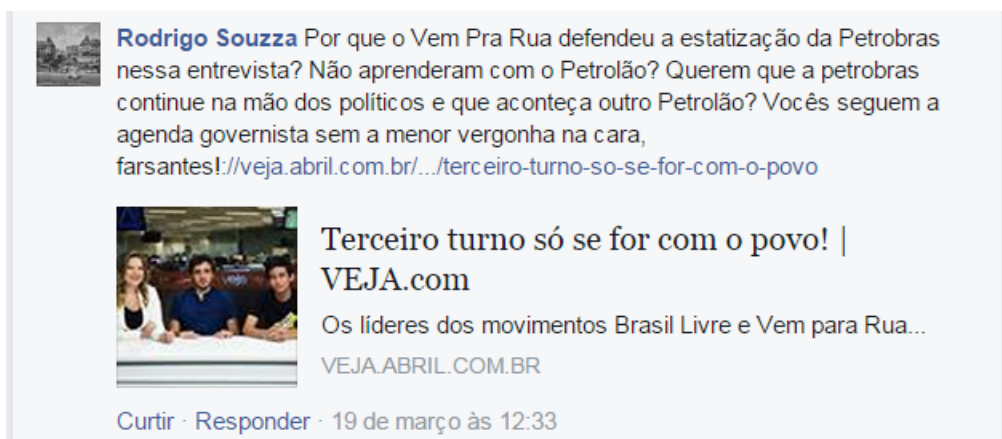 Rodrigo Souzza Por que o Vem Pra Rua defendeu a estatização da Petrobras
nessa entrevista? Não aprenderam com o Petrolão? Querem que a petrobras
continue na mão dos políticos e que aconteça outro Petrolão? Vocês seguem a
agenda governista sem a menor vergonha na cara,
farsantes!://veja.abril.com.br/.../terceiro-turno-so-se-for-com-o-povo
Terceiro turno só se for com o povo! |
VEJA.com
Os líderes dos movimentos Brasil Livre e Vem para Rua...
VEJA.ABRIL.COM.BR
Curtir · Responder · 19 de março às 12:33